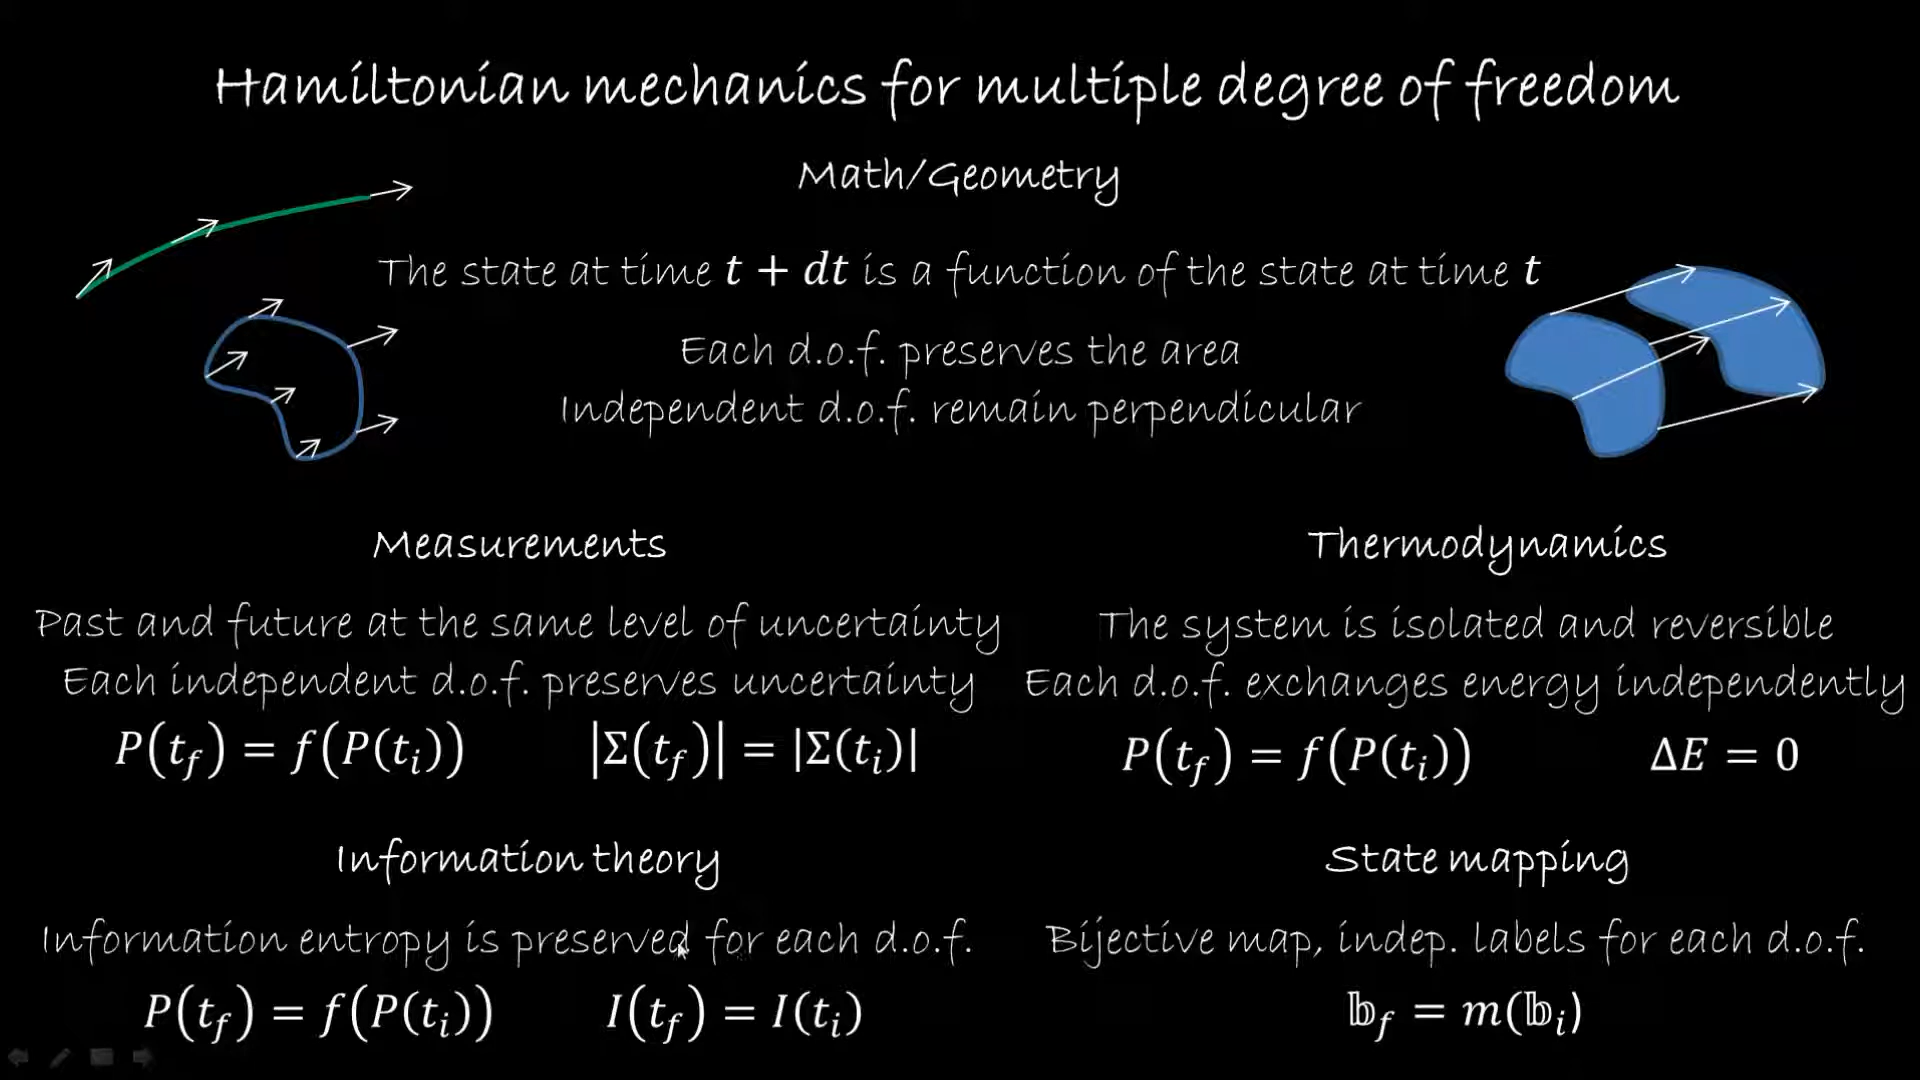 Hamiltonian mechanics for multiple degree of freedom
Math/Geometry
The state at time t + dt is a function of the state at time t
Each d.o.f. preserves the area
Independent d.o.f. remain perpendicular
Measurements
Past and future at the same level of uncertainty
Each independent d.o.f. preserves uncertainty
P(t_f) = f(P(t_i))    |Σ(t_f)| = |Σ(t_i)|
Thermodynamics
The system is isolated and reversible
Each d.o.f. exchanges energy independently
P(t_f) = f(P(t_i))    ΔE = 0
Information theory
Information entropy is preserved for each d.o.f.
P(t_f) = f(P(t_i))    I(t_f) = I(t_i)
State mapping
Bijective map, indep. labels for each d.o.f.
𝕓_f = m(𝕓_i)